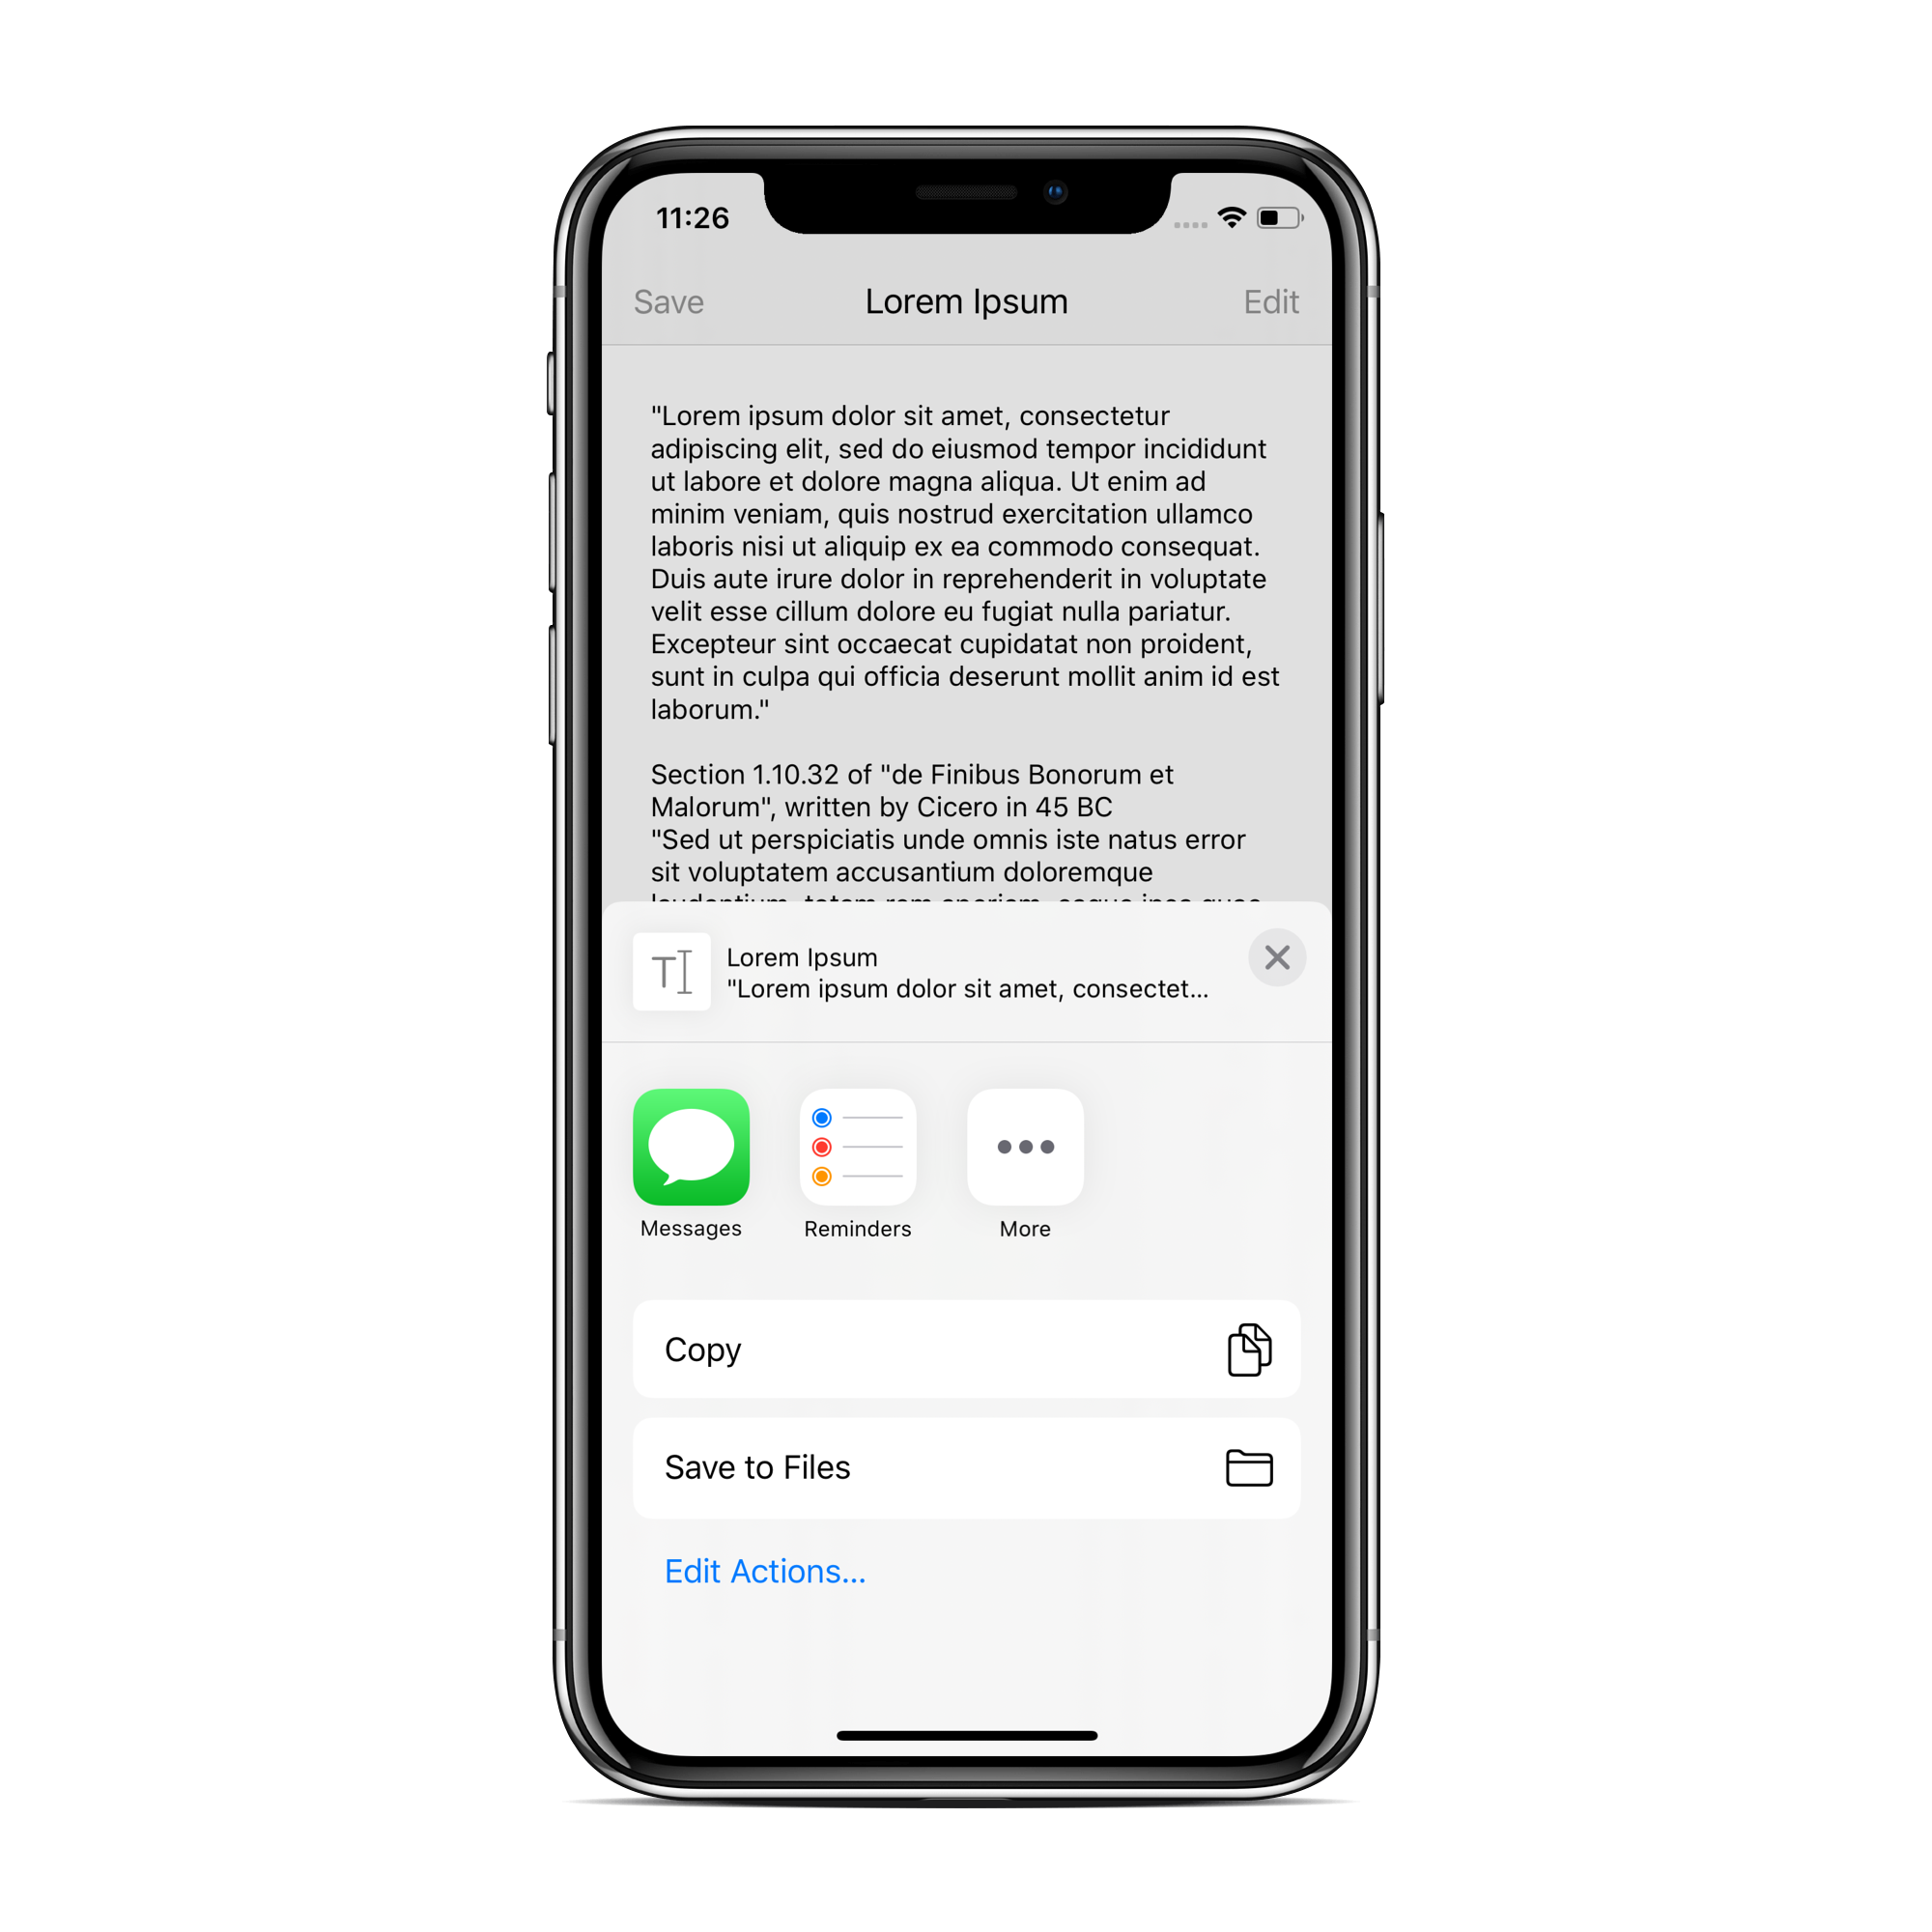 11:26
Save Lorem Ipsum Edit
"Lorem ipsum dolor sit amet, consectetur
adipiscing elit, sed do eiusmod tempor incididunt
ut labore et dolore magna aliqua. Ut enim ad
minim veniam, quis nostrud exercitation ullamco
laboris nisi ut aliquip ex ea commodo consequat.
Duis aute irure dolor in reprehenderit in voluptate
velit esse cillum dolore eu fugiat nulla pariatur.
Excepteur sint occaecat cupidatat non proident,
sunt in culpa qui officia deserunt mollit anim id est
laborum."
Section 1.10.32 of "de Finibus Bonorum et
Malorum", written by Cicero in 45 BC
"Sed ut perspiciatis unde omnis iste natus error
sit voluptatem accusantium doloremque
Lorem Ipsum
"Lorem ipsum dolor sit amet, consectet...
Messages Reminders More
Copy
Save to Files
Edit Actions...